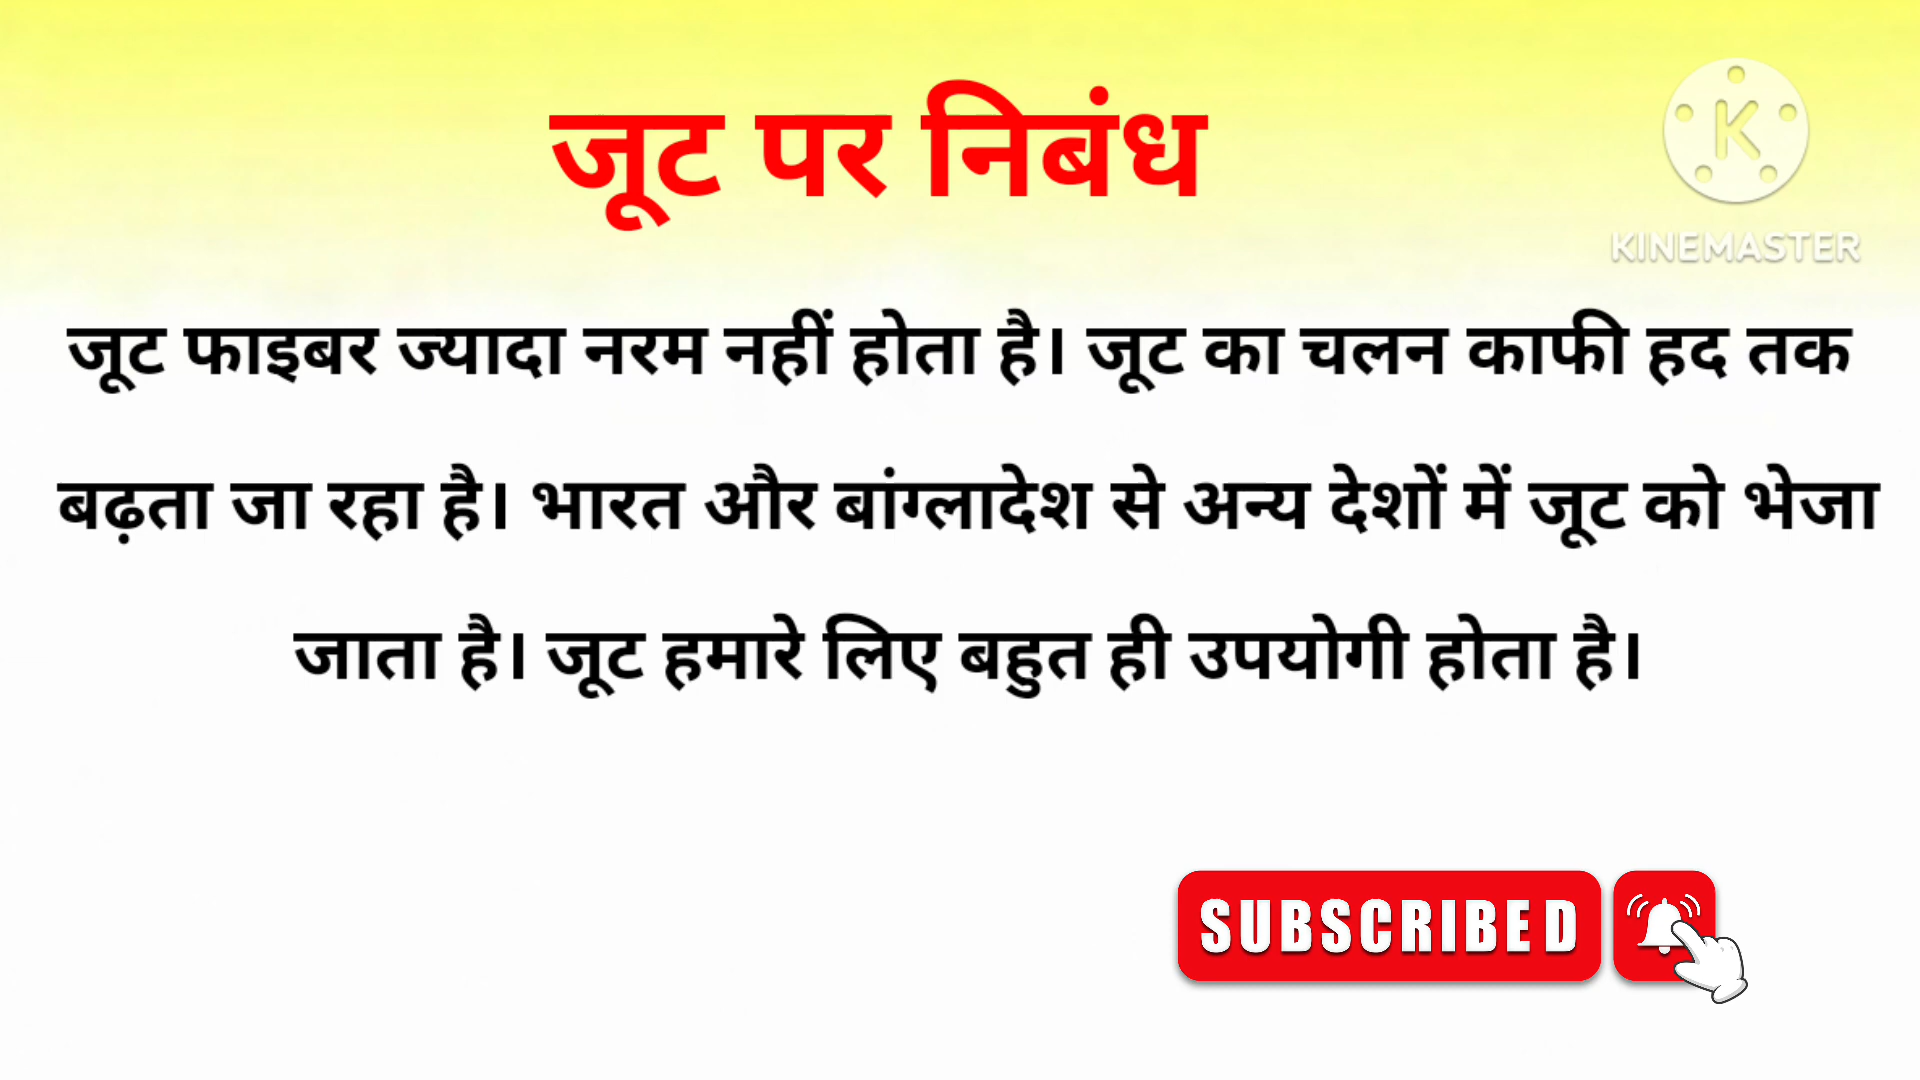 जूट पर निबंध
KINEMASTER
जूट फाइबर ज्यादा नरम नहीं होता है। जूट का चलन काफी हद तक
बढ़ता जा रहा है। भारत और बांग्लादेश से अन्य देशों में जूट को भेजा
जाता है। जूट हमारे लिए बहुत ही उपयोगी होता है।
SUBSCRIBED